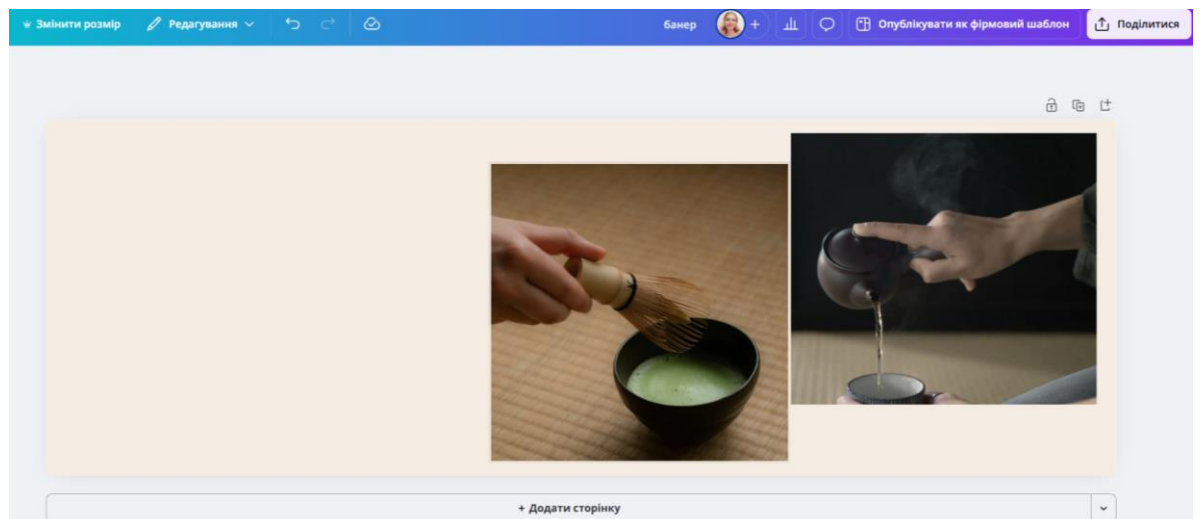 Змінити розмір Редагування банер + Опублікувати як фірмовий шаблон Поділитися
+ Додати сторінку